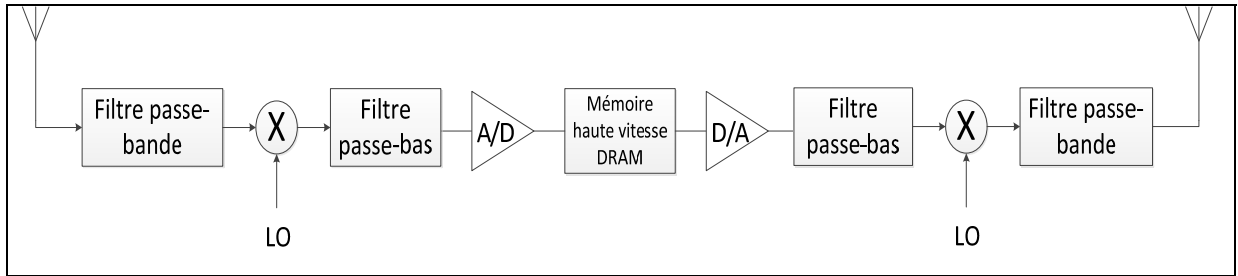 Filtre passe-
bande
X
LO
Filtre
passe-bas
A/D
Mémoire
haute vitesse
DRAM
D/A
Filtre
passe-bas
X
LO
Filtre passe-
bande